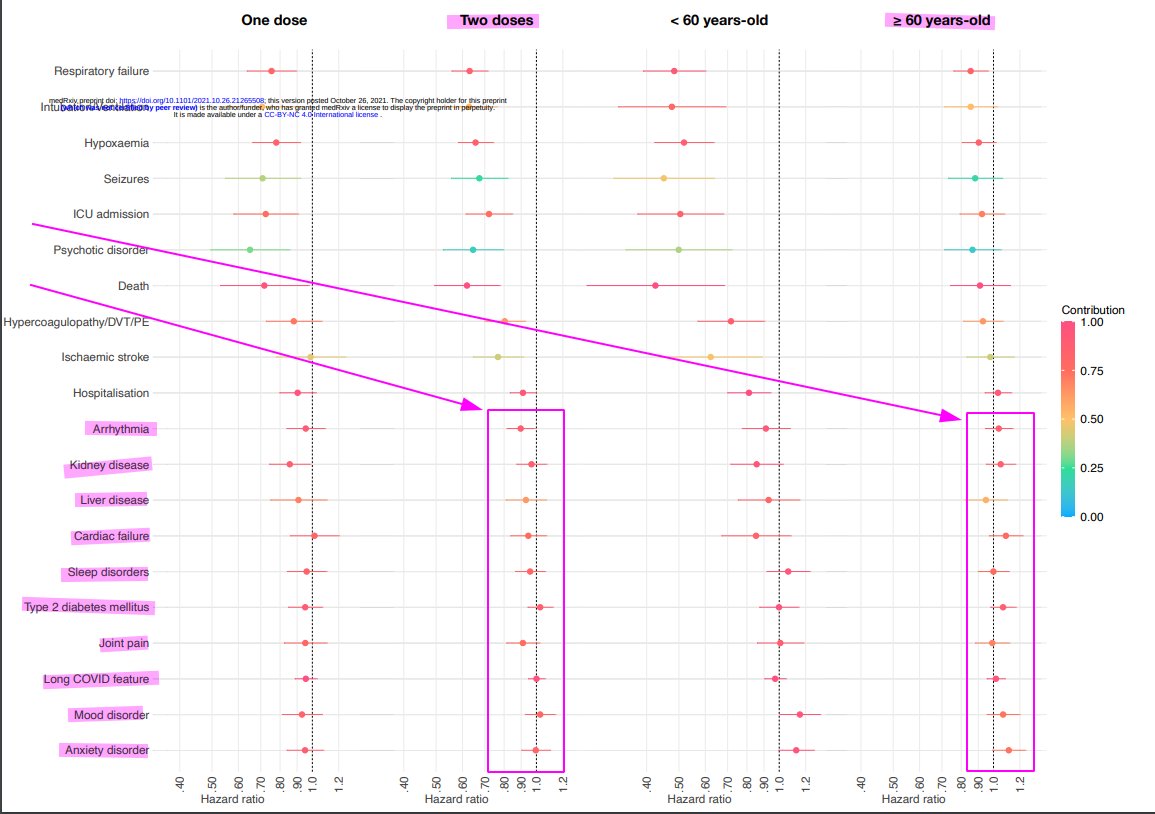 One dose Two doses < 60 years-old ≥ 60 years-old
Respiratory failure
medRxiv preprint doi: https://doi.org/10.1101/2021.10.26.21265508; this version posted October 26, 2021. The copyright holder for this preprint
by peer review) is the author/funder, who has granted medRxiv a license to display the preprint in perpetuity.
It is made available under a CC-BY-NC 4.0 International license .
Hypoxaemia
Seizures
ICU admission
Psychotic disorder
Death
Hypercoagulopathy/DVT/PE
Ischaemic stroke
Hospitalisation
Arrhythmia
Kidney disease
Liver disease
Cardiac failure
Sleep disorders
Type 2 diabetes mellitus
Joint pain
Long COVID feature
Mood disorder
Anxiety disorder
.40 .50 .60 .70 .80 .90 1.0 1.2 .40 .50 .60 .70 .80 .90 1.0 1.2 .40 .50 .60 .70 .80 .90 1.0 1.2 .40 .50 .60 .70 .80 .90 1.0 1.2
Hazard ratio Hazard ratio Hazard ratio Hazard ratio
Contribution
1.00
0.75
0.50
0.25
0.00